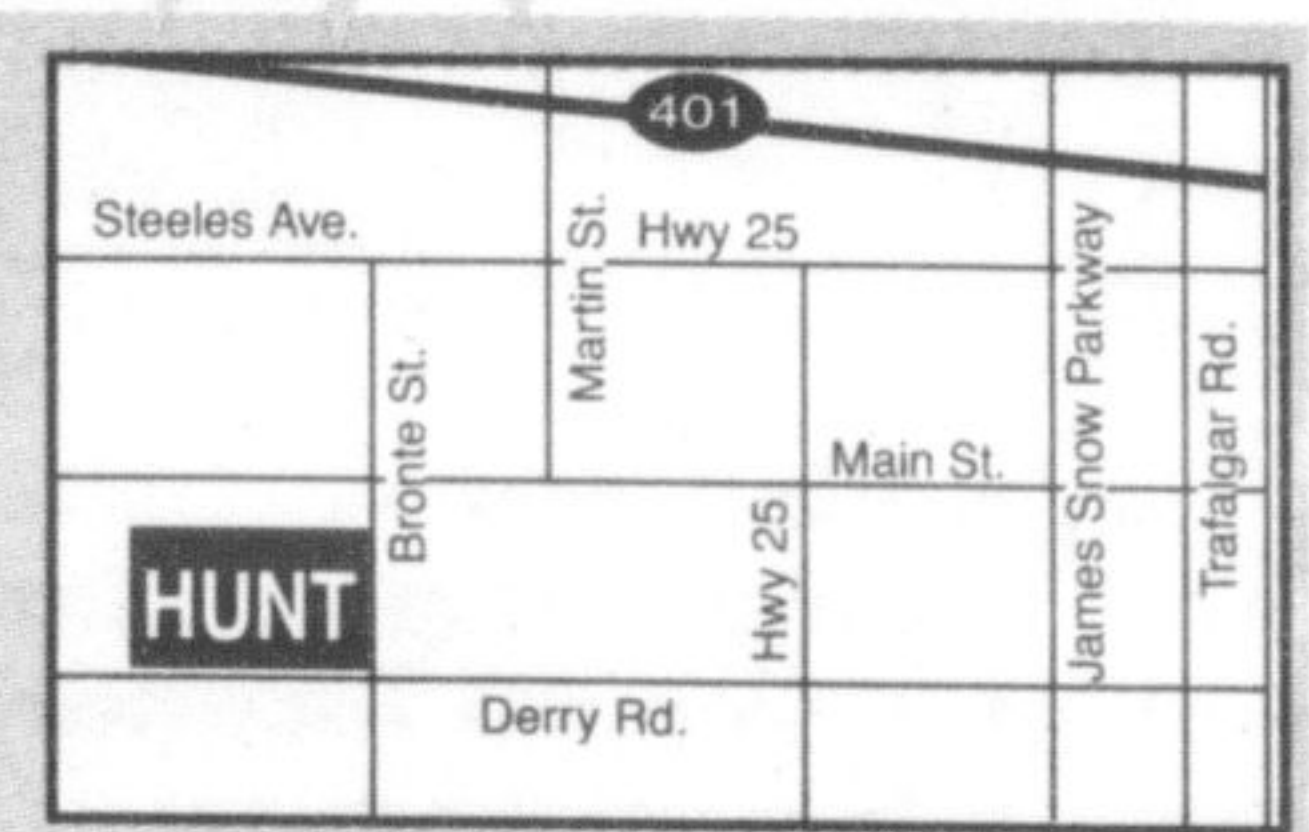 401
Steeles Ave.
Martin St.
Hwy 25
Bronte St.
James Snow Parkway
Trafalgar Rd.
Main St.
HUNT
Hwy 25
Derry Rd.